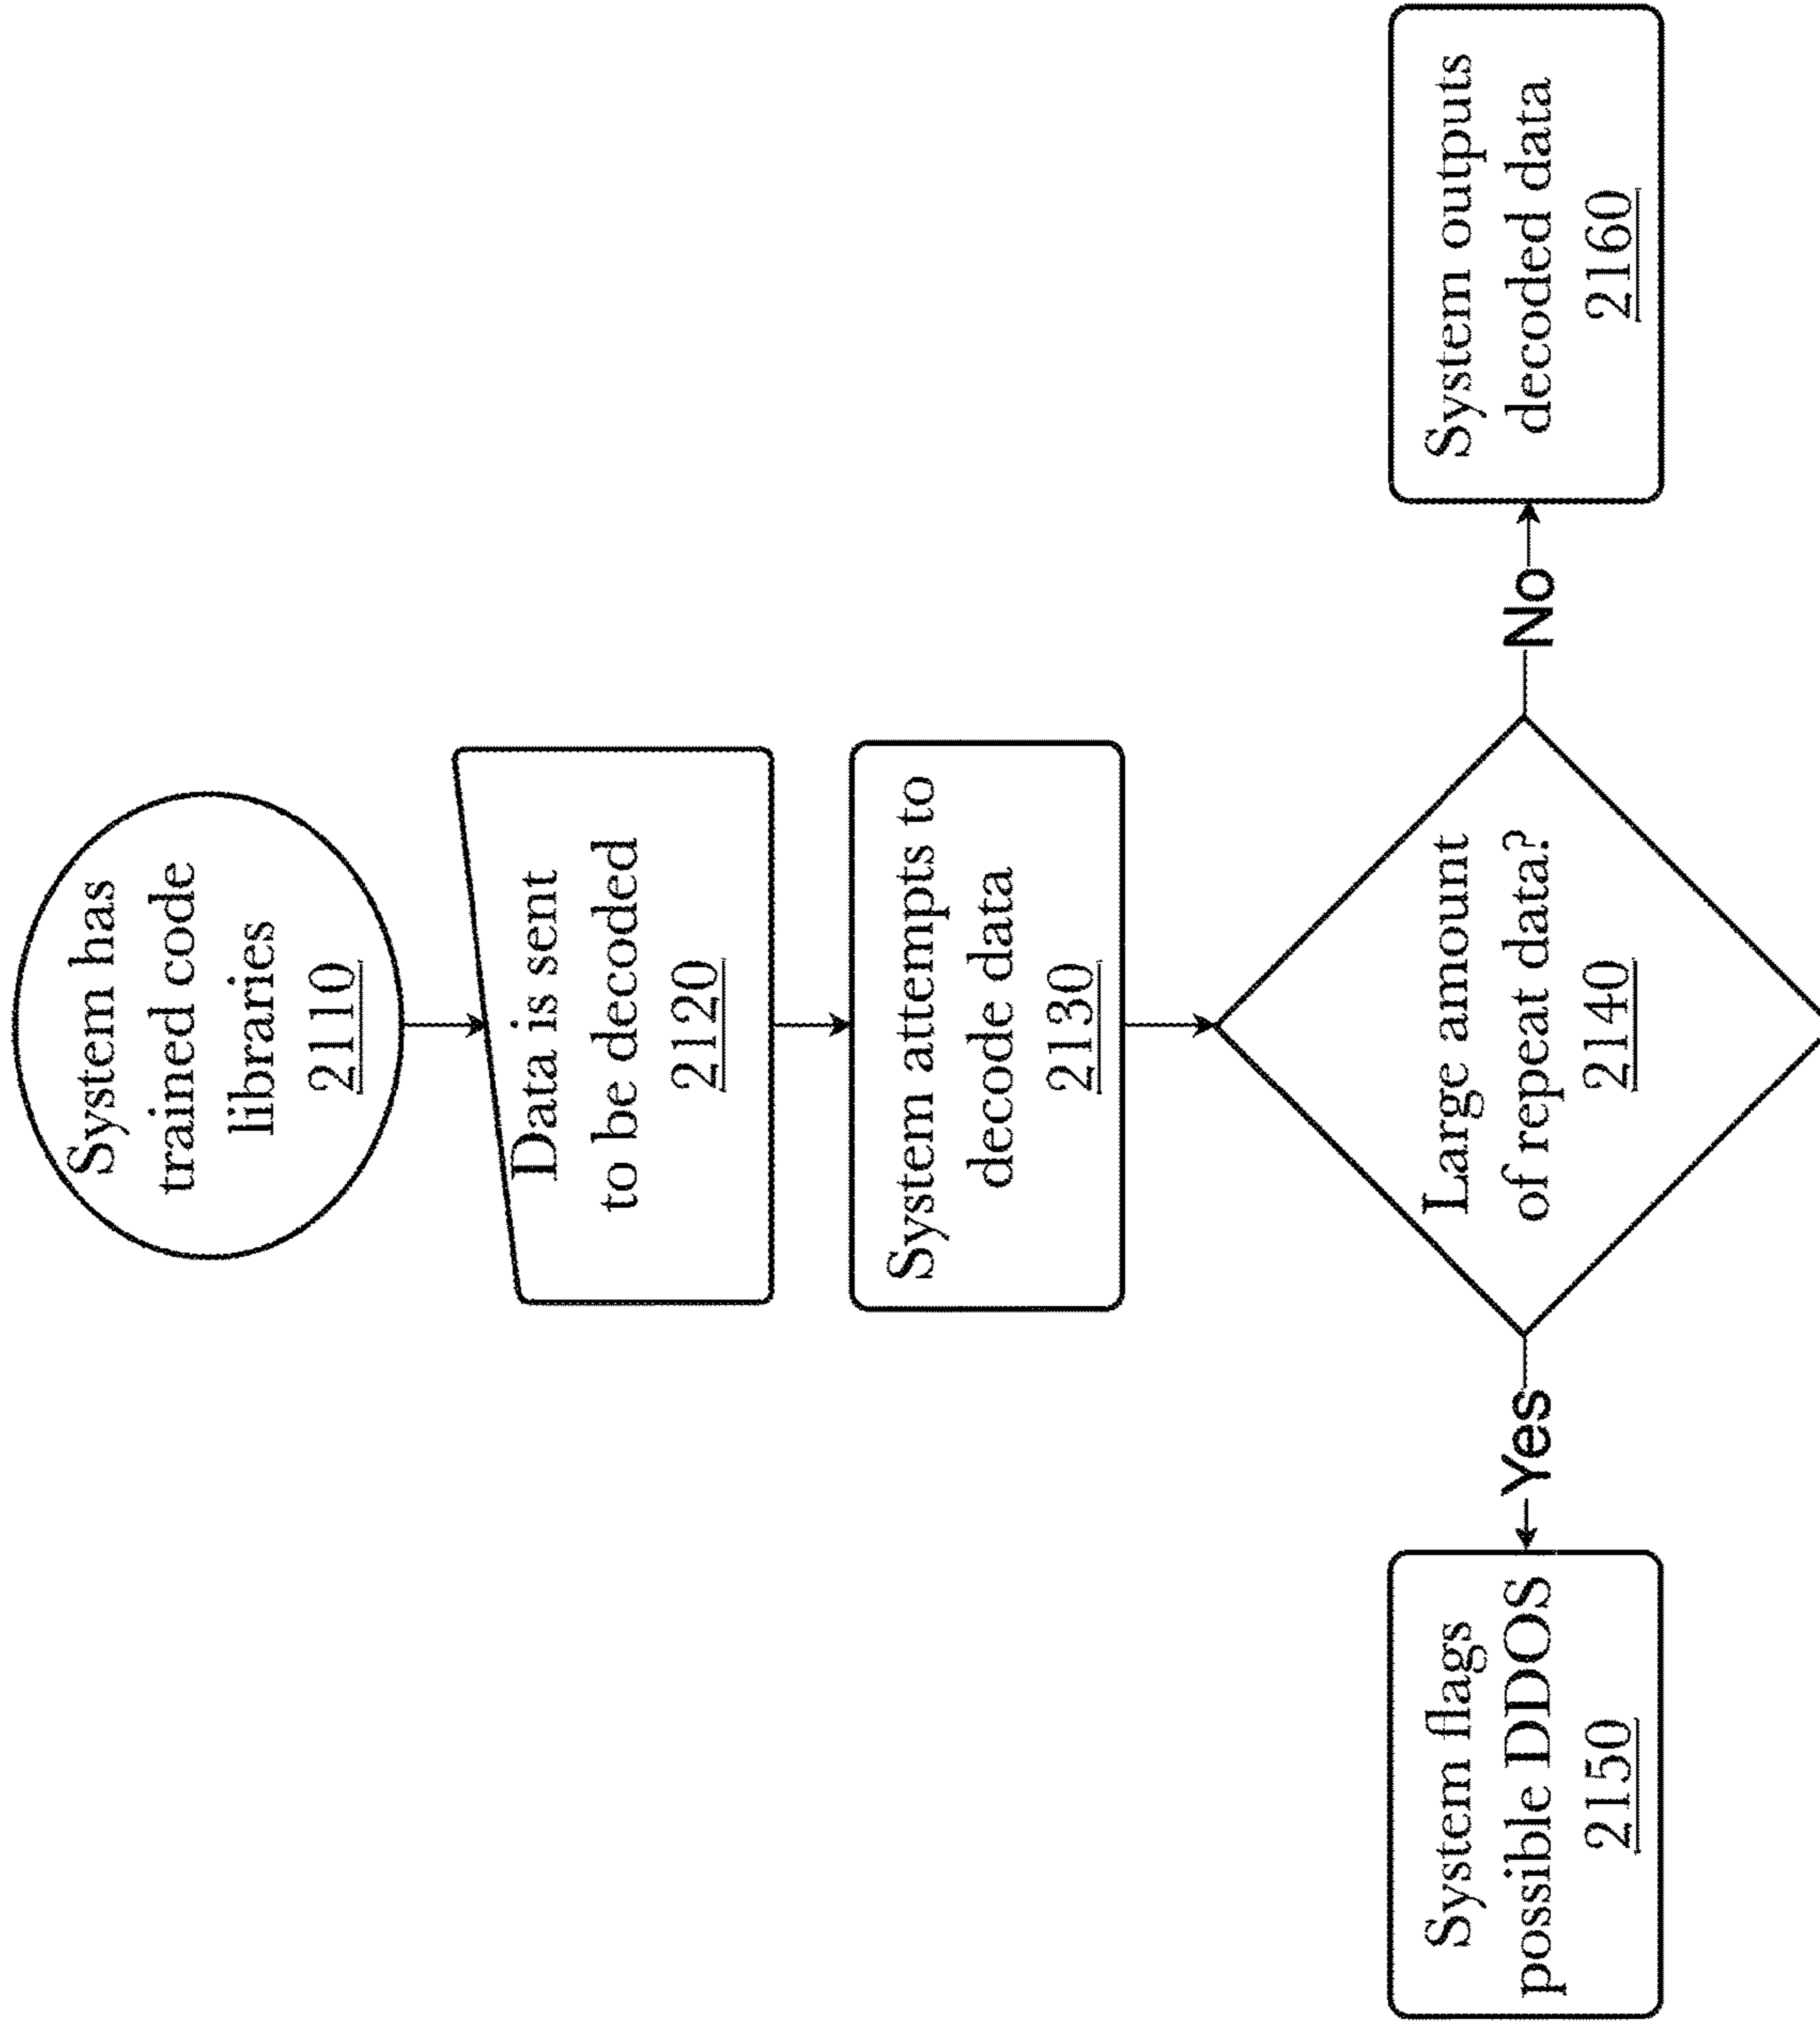 System has
trained code
libraries
2110
Data is sent
to be decoded
2120
System attempts to
decode data
2130
Large amount
of repeat data?
2140
Yes
System flags
possible DDOS
2150
No
System outputs
decoded data
2160